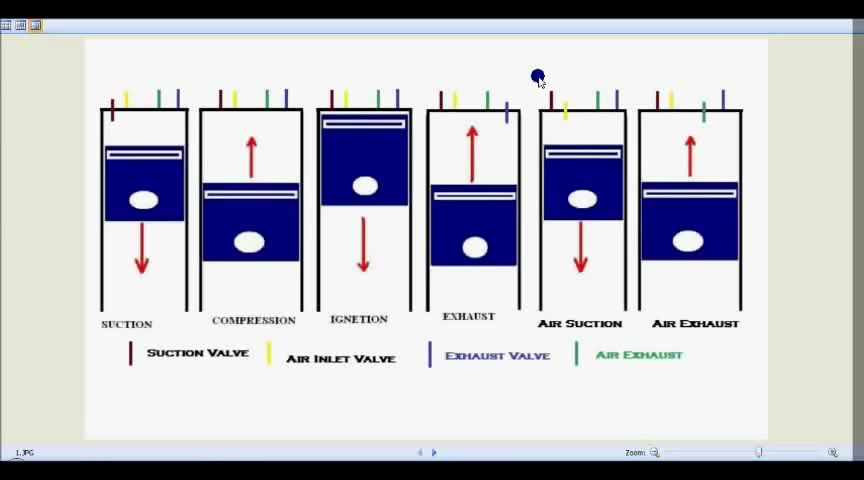 SUCTION
COMPRESSION
IGNETION
EXHAUST
AIR SUCTION
AIR EXHAUST
SUCTION VALVE
AIR INLET VALVE
EXHAUST VALVE
AIR EXHAUST
1.JPG
Zoom: